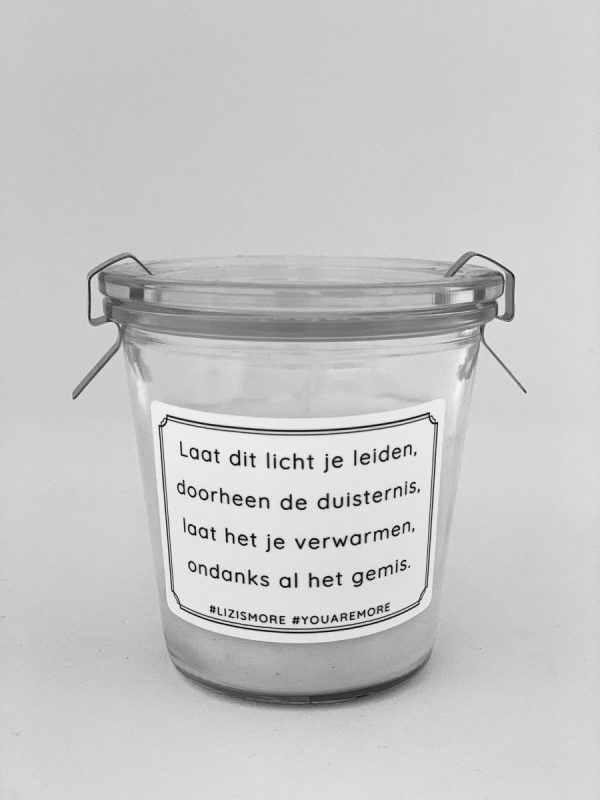 Laat dit licht je leiden,
doorheen de duisternis,
laat het je verwarmen,
ondanks al het gemis.
#LIZISMORE #YOUAREMORE